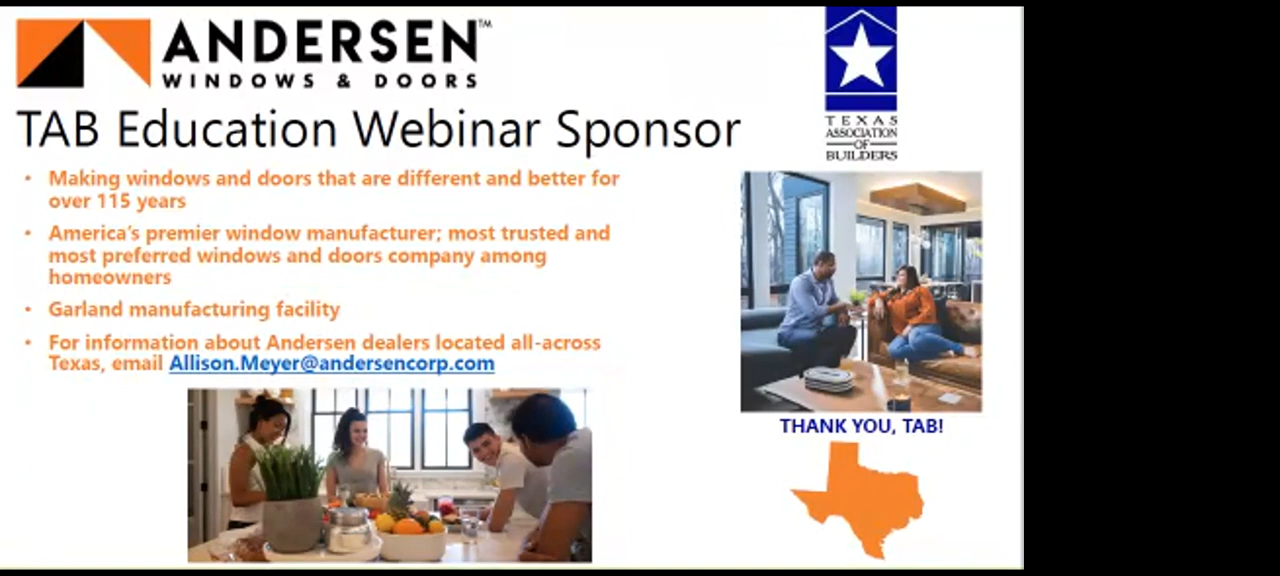 ANDERSEN™
WINDOWS & DOORS
TEXAS
ASSOCIATION
OF
BUILDERS
TAB Education Webinar Sponsor
• Making windows and doors that are different and better for
over 115 years
• America's premier window manufacturer; most trusted and
most preferred windows and doors company among
homeowners
• Garland manufacturing facility
• For information about Andersen dealers located all-across
Texas, email Allison.Meyer@andersencorp.com
THANK YOU, TAB!